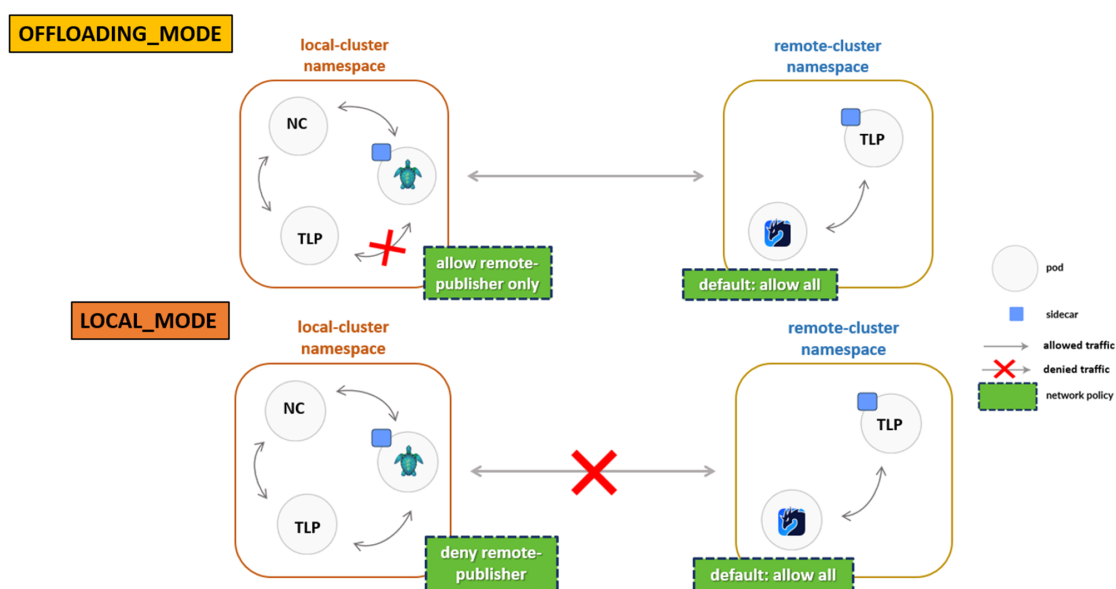 OFFLOADING_MODE
local-cluster
namespace
remote-cluster
namespace
NC
TLP
TLP
allow remote-
publisher only
default: allow all
LOCAL_MODE
local-cluster
namespace
remote-cluster
namespace
NC
TLP
TLP
deny remote-
publisher
default: allow all
pod
sidecar
allowed traffic
denied traffic
network policy